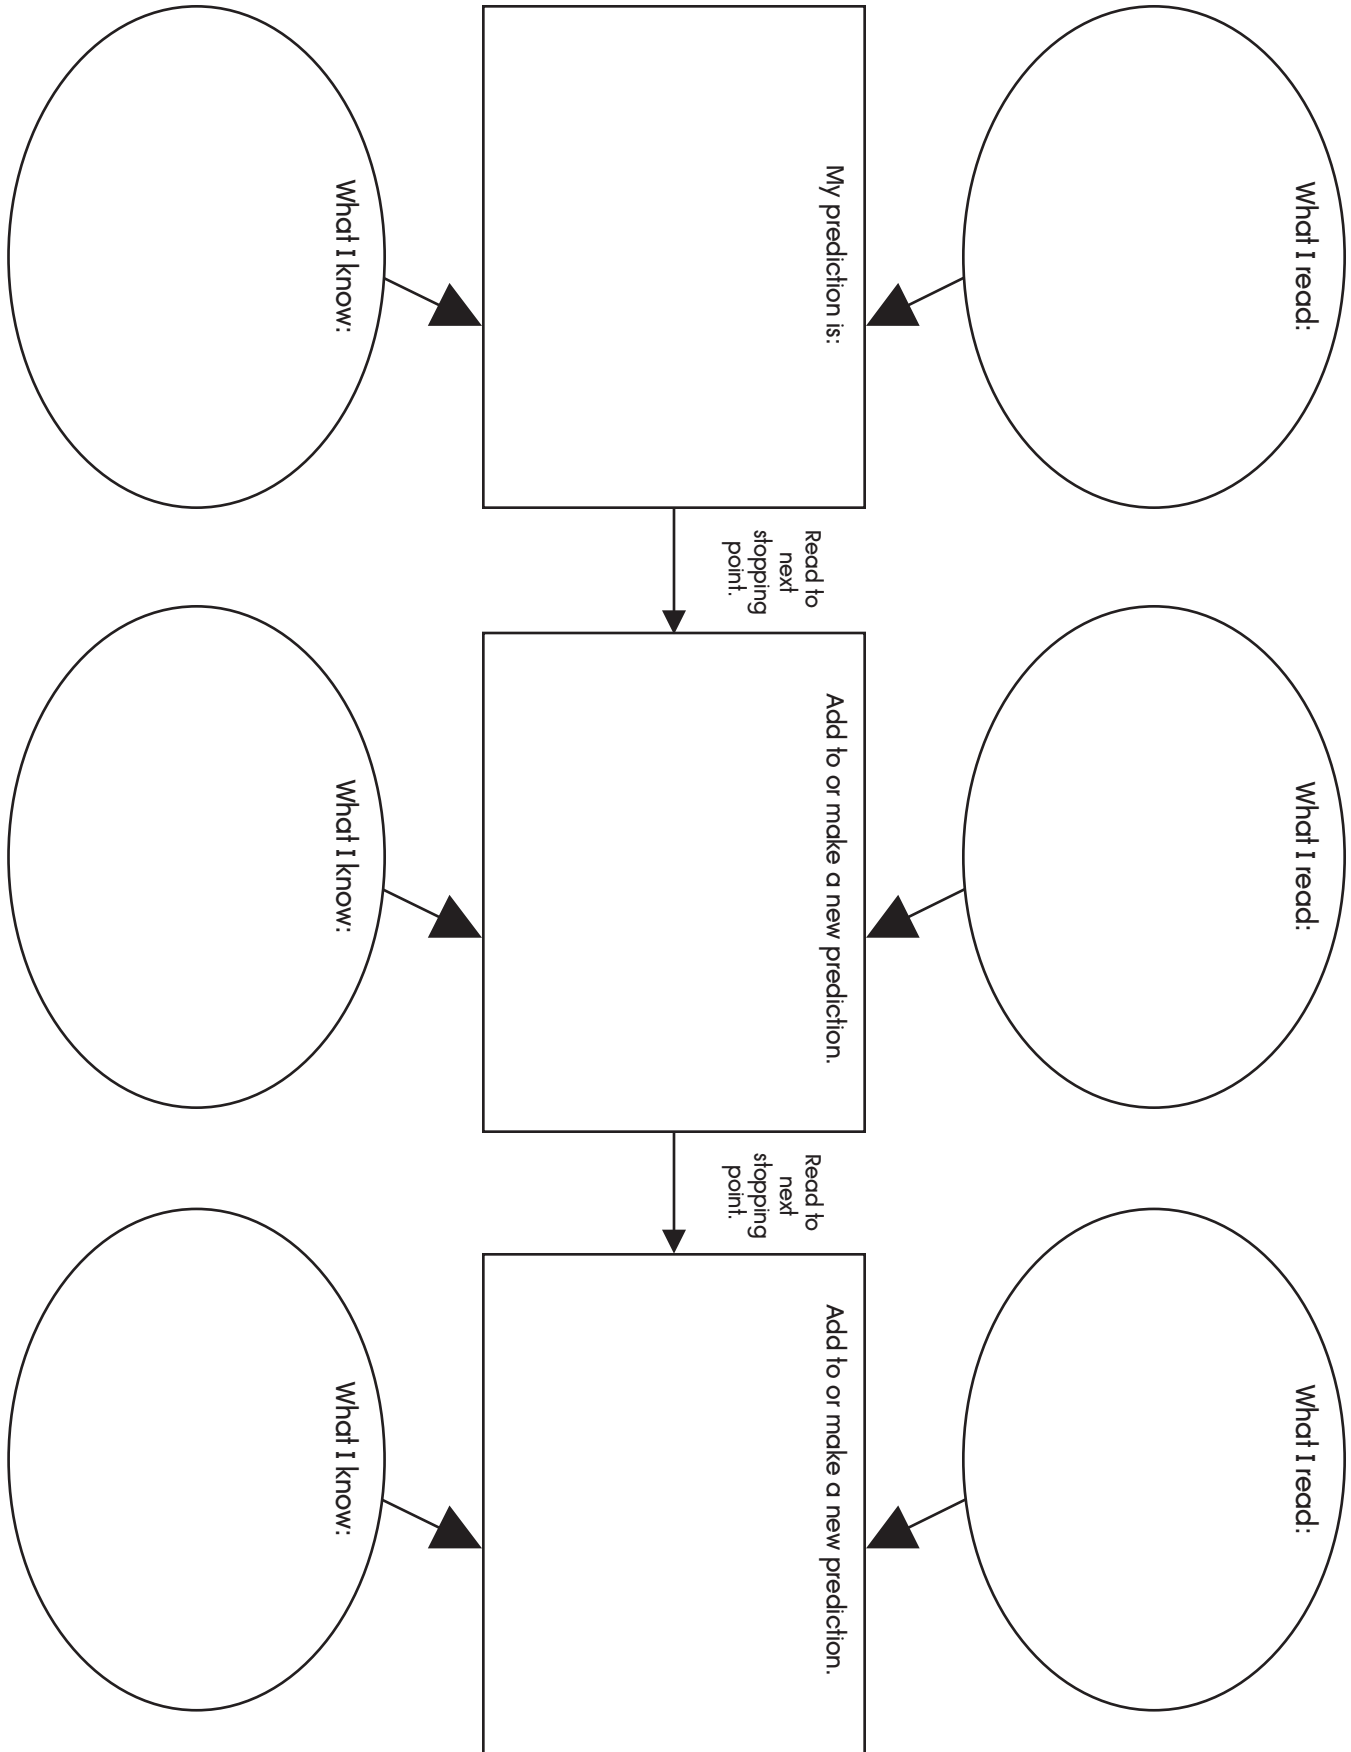 What I read:
What I read:
What I read:
My prediction is:
Read to
next
stopping
point.
Add to or make a new prediction.
Read to
next
stopping
point.
Add to or make a new prediction.
What I know:
What I know:
What I know: